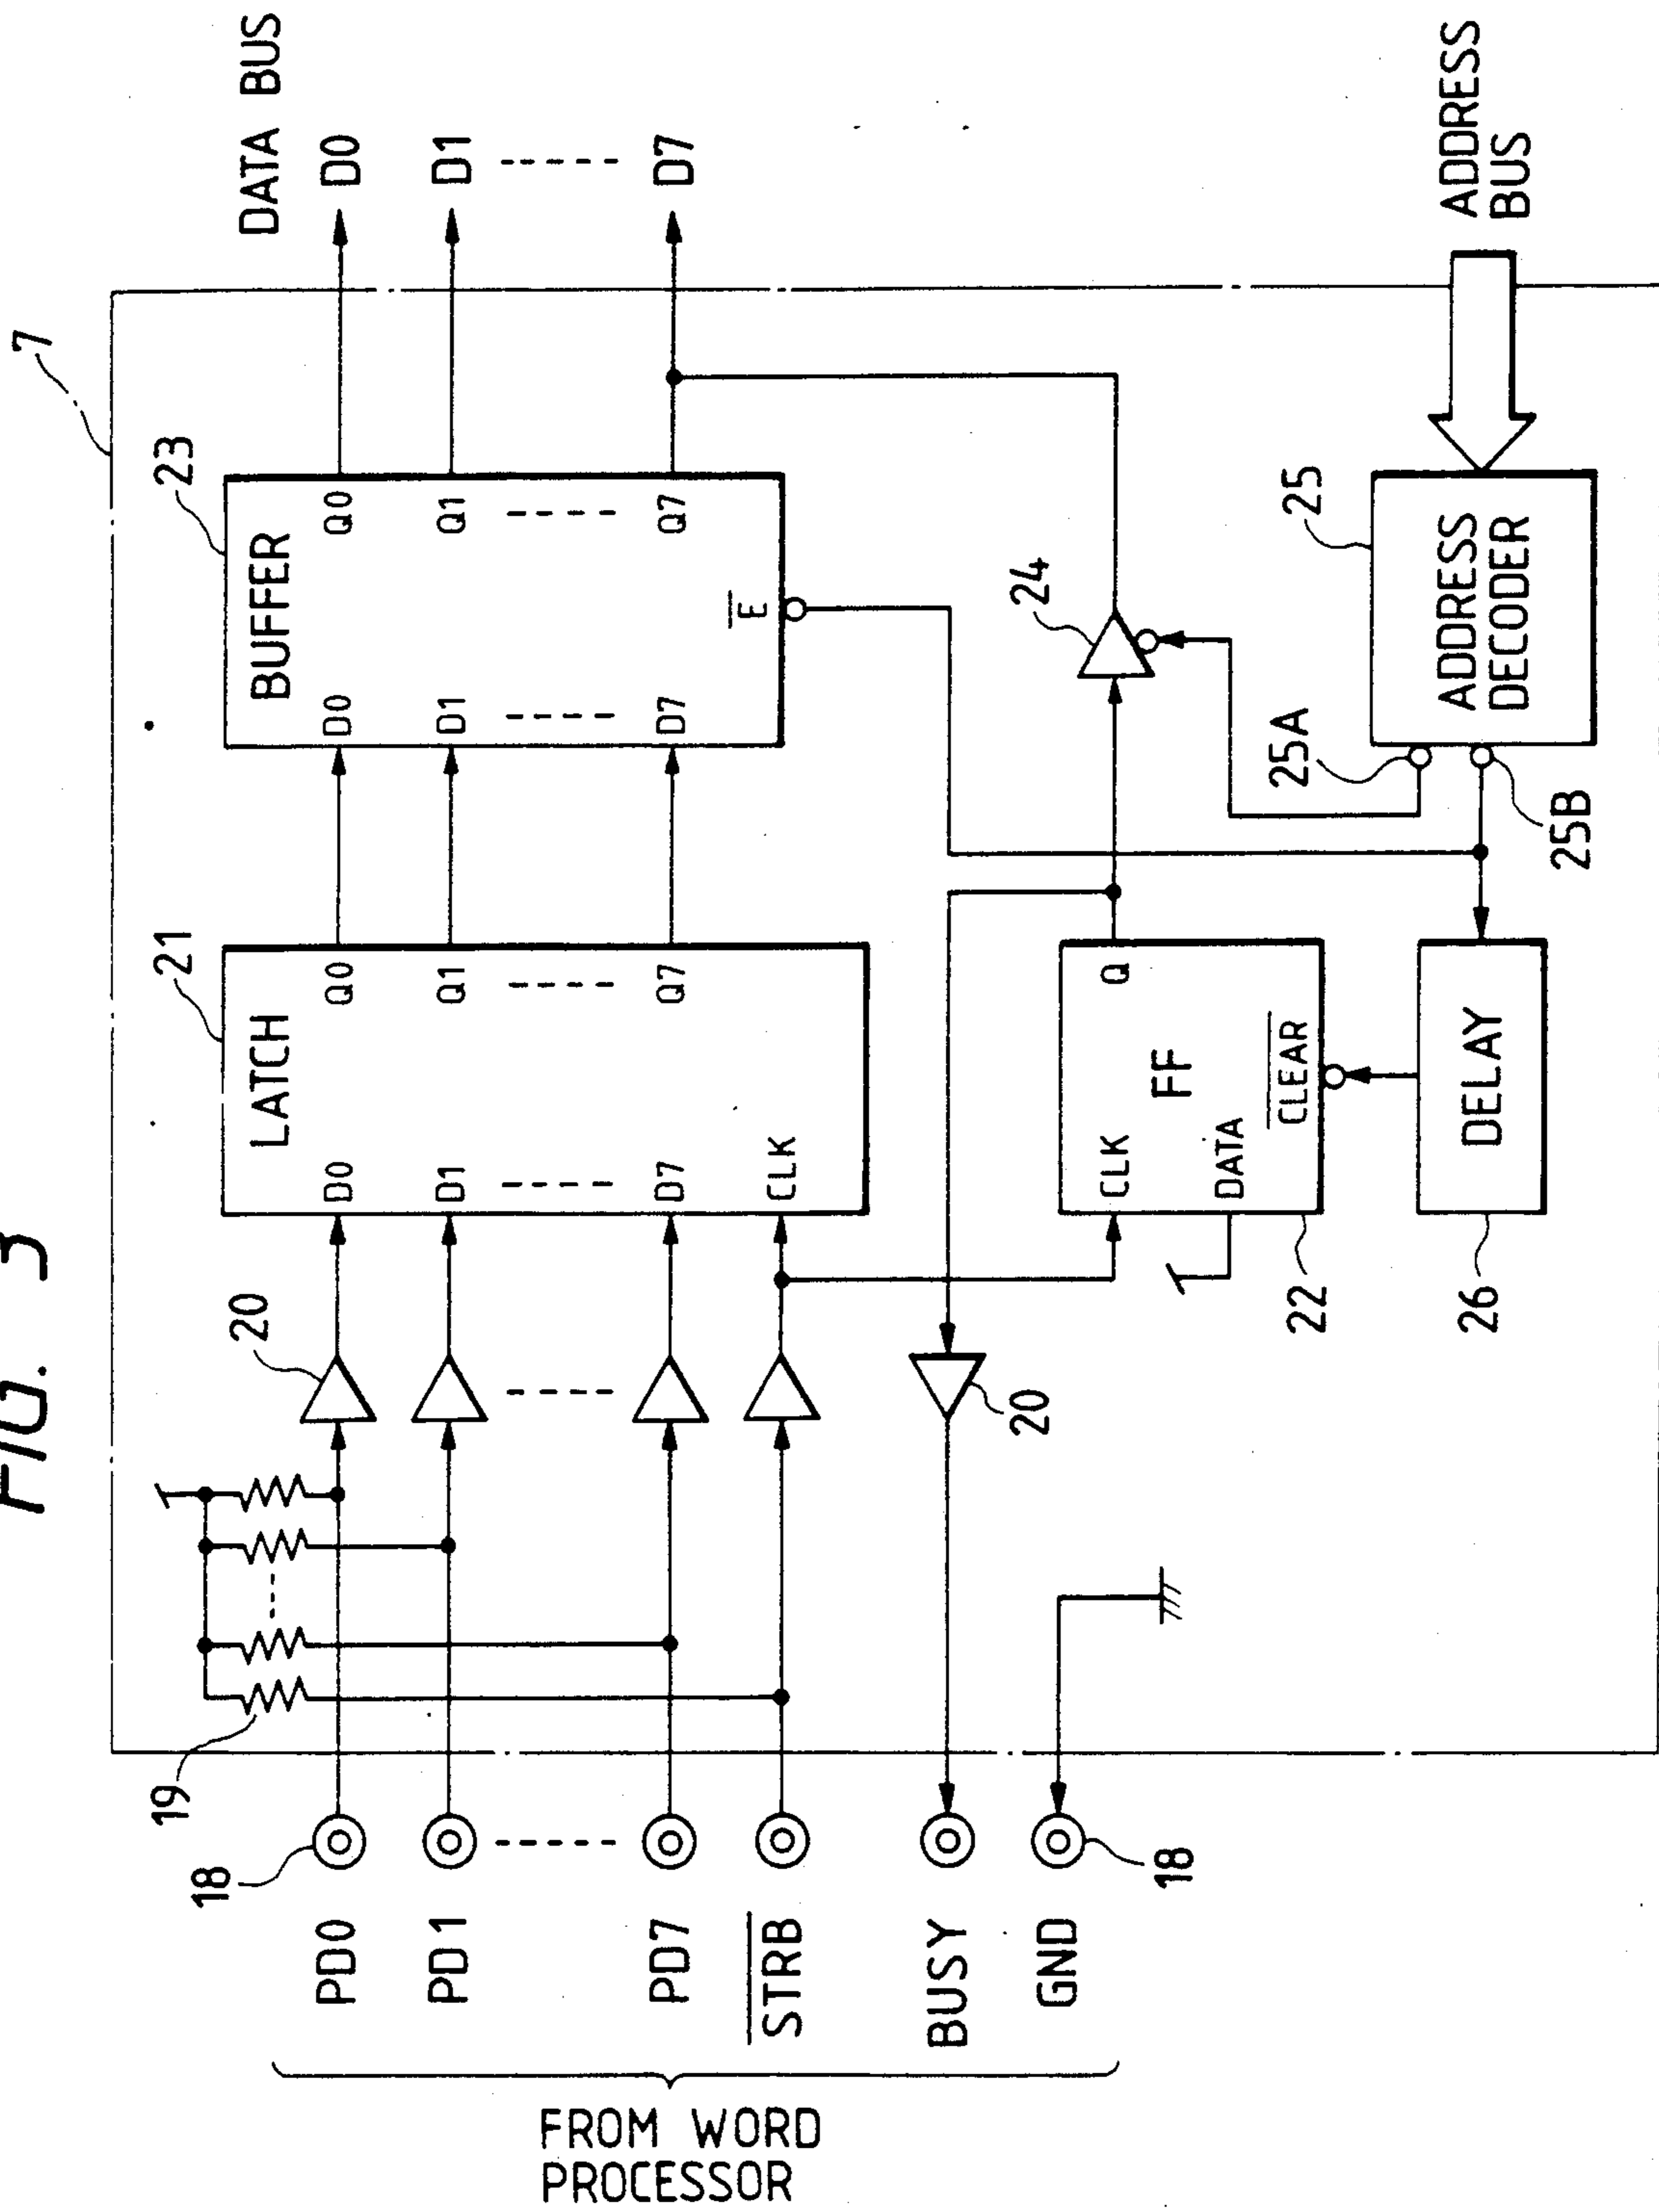 FIG. 3
7
DATA BUS
19
20
LATCH
21
BUFFER
23
18
PD0
D0
Q0
D0
Q0
D0
PD1
D1
Q1
D1
Q1
D1
PD7
D7
Q7
D7
Q7
D7
STRB
CLK
E
BUSY
20
24
GND
18
CLK
Q
FF
DATA
CLEAR
22
25A
25
ADDRESS
DECODER
25B
ADDRESS
BUS
DELAY
26
FROM WORD
PROCESSOR